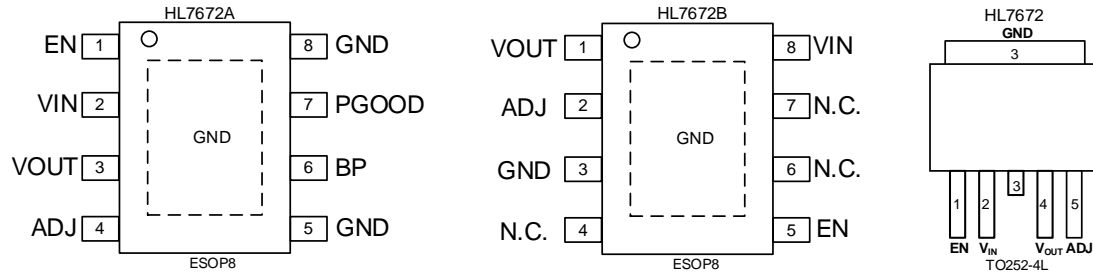 HL7672A
EN 1 8 GND
VIN 2 7 PGOOD
GND
VOUT 3 6 BP
ADJ 4 5 GND
ESOP8
HL7672B
VOUT 1 8 VIN
ADJ 2 7 N.C.
GND
GND 3 6 N.C.
N.C. 4 5 EN
ESOP8
HL7672
GND
3
1 2 3 4 5
EN VIN VOUT ADJ
TO252-4L